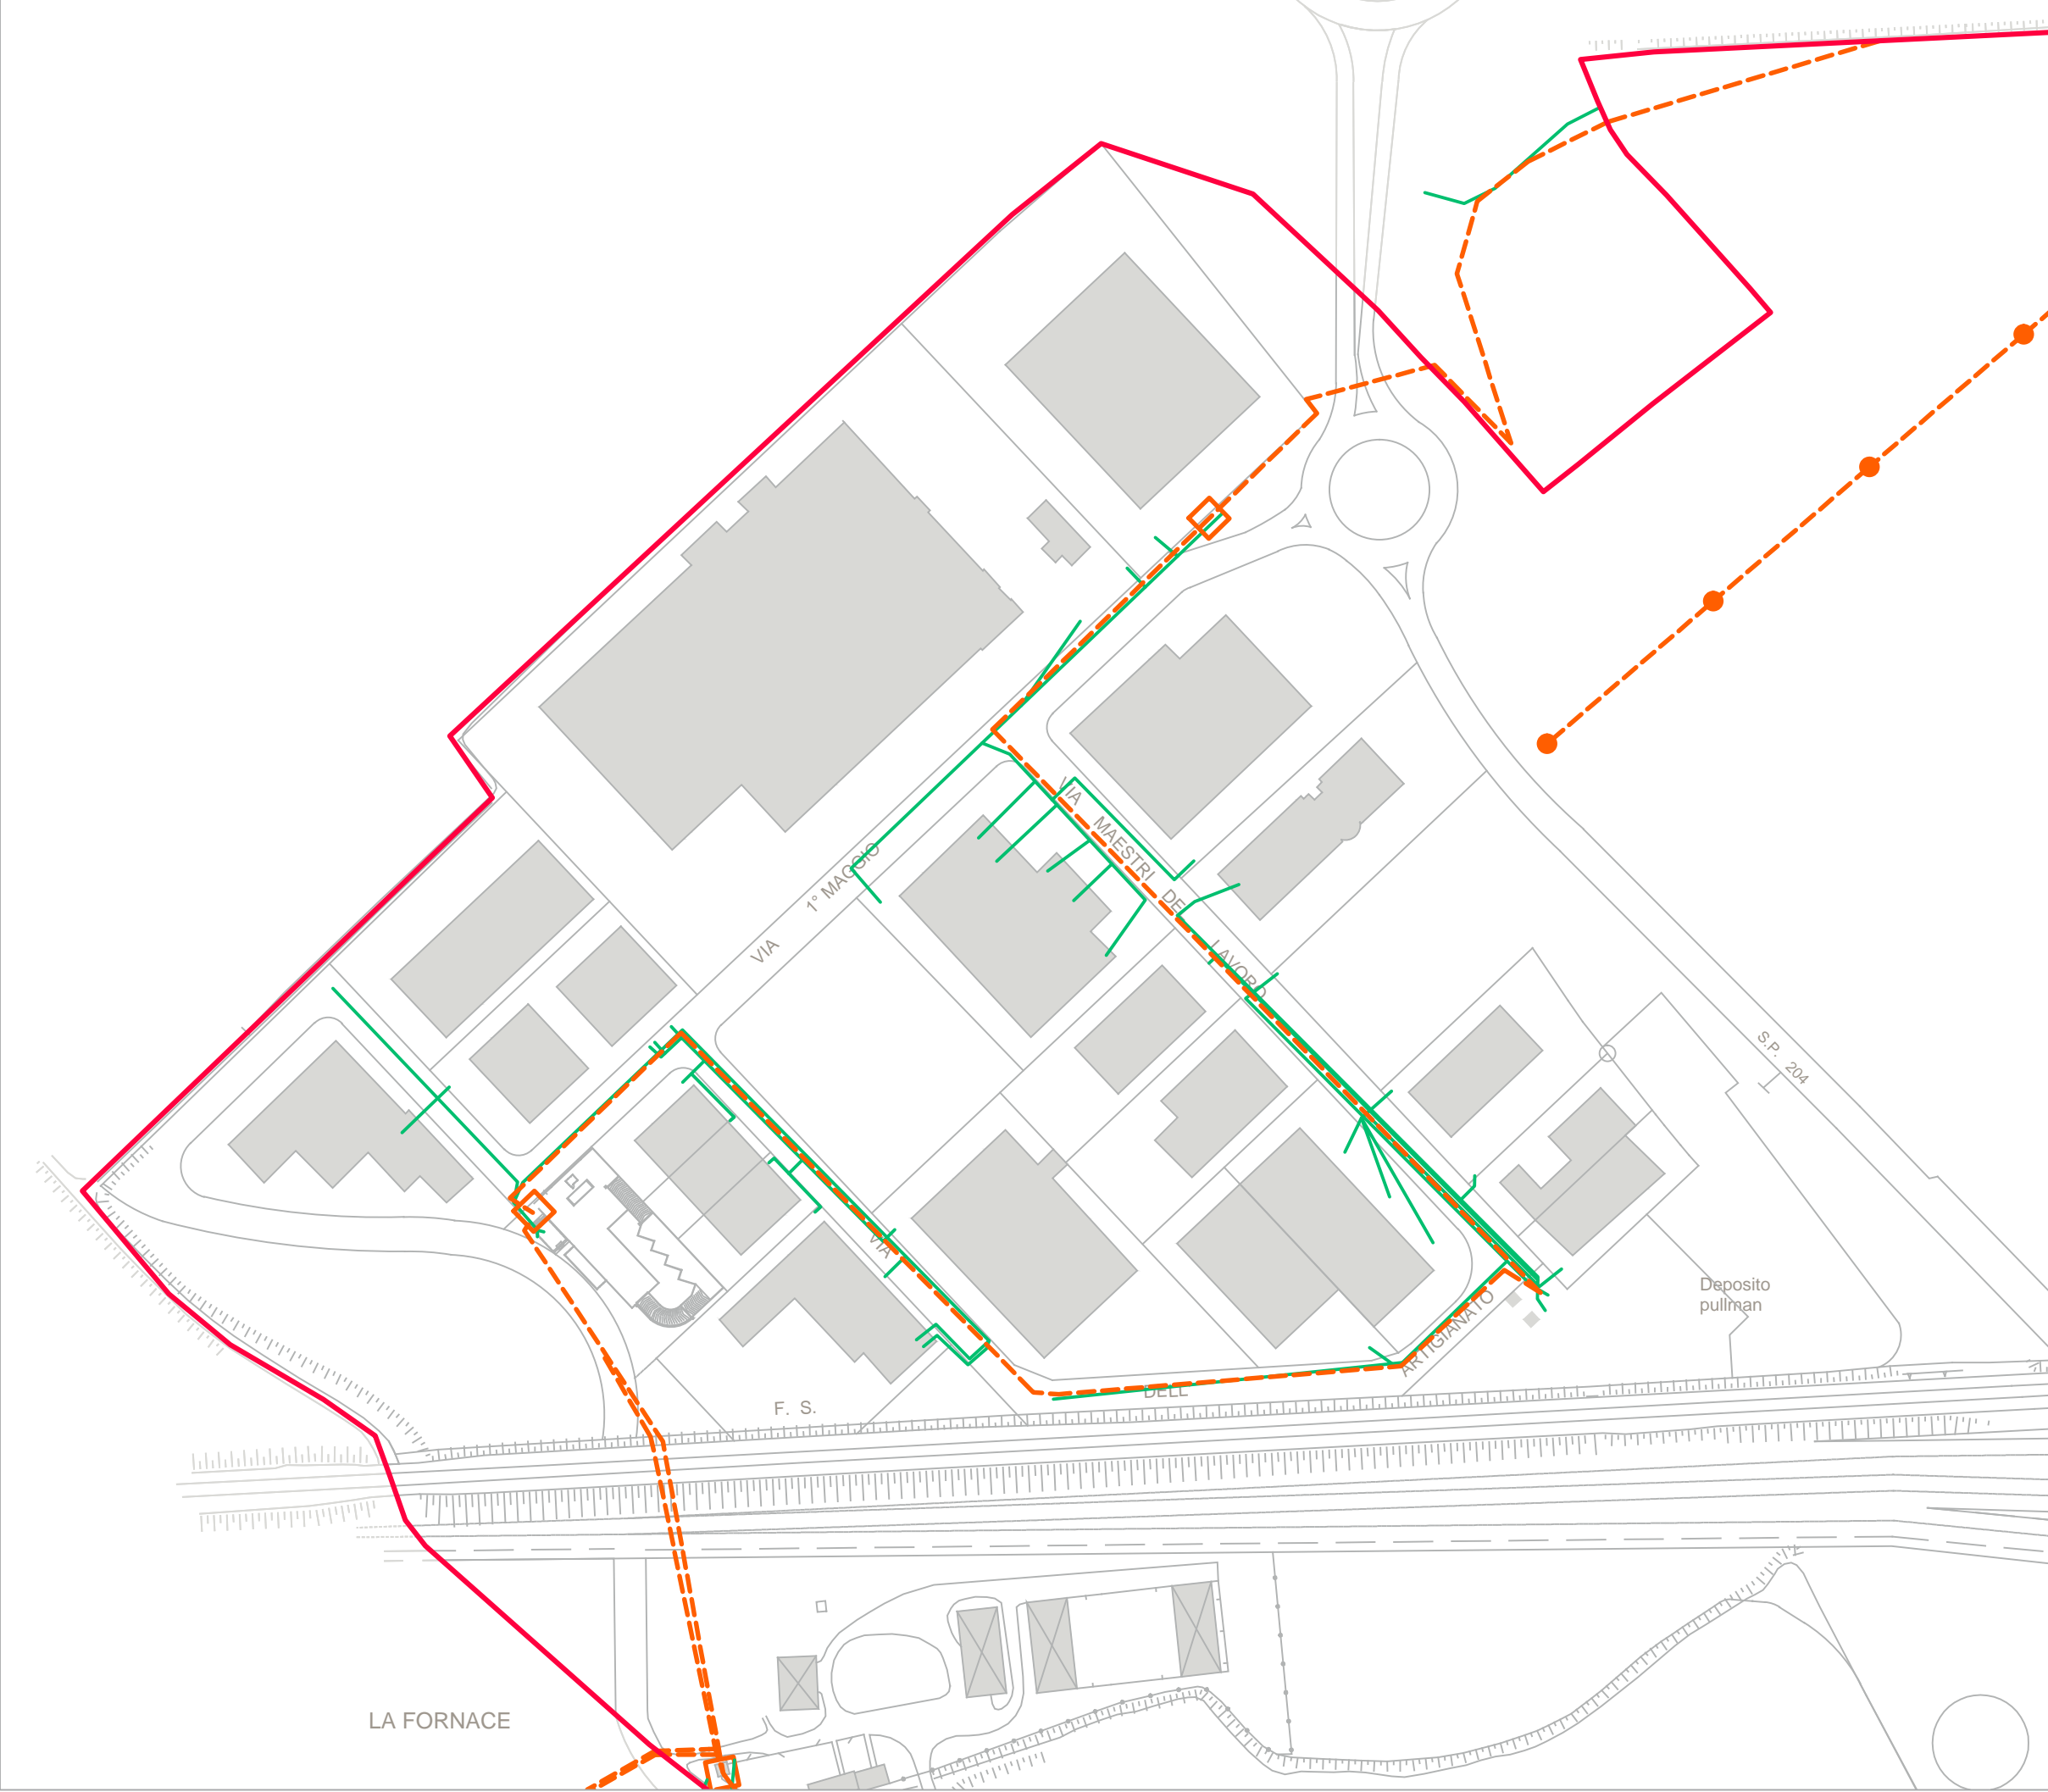 VIA
MAESTRI
DEL
LAVORO
1° MAGGIO
VIA
S.P. 204
VIA
Deposito
pullman
ARTIGIANATO
DELL
F. S.
LA FORNACE